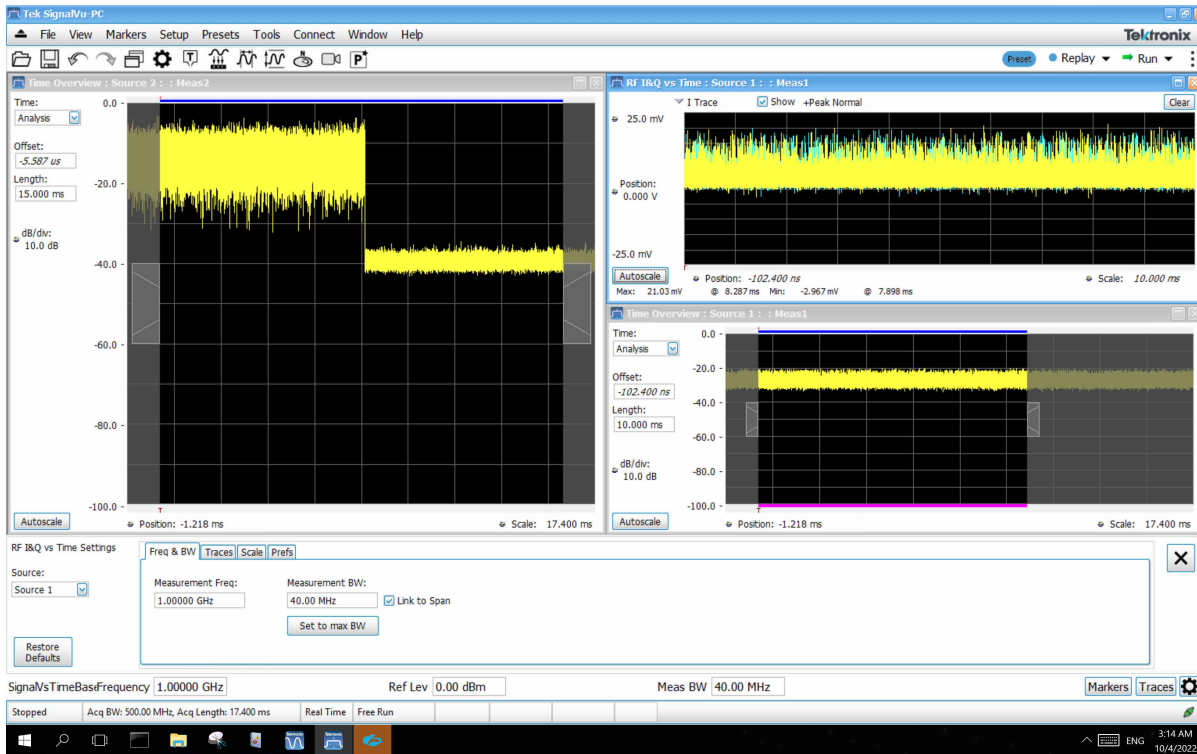 Tek SignalVu-PC
File View Markers Setup Presets Tools Connect Window Help
Tektronix
Preset Replay Run
Time Overview : Source 2 : : Meas2
Time:
Analysis
Offset:
-5.587 us
Length:
15.000 ms
dB/div:
10.0 dB
0.0
-20.0
-40.0
-60.0
-80.0
-100.0
T
Autoscale
Position: -1.218 ms
Scale: 17.400 ms
RF I&Q vs Time : Source 1 : : Meas1
I Trace Show +Peak Normal Clear
25.0 mV
Position:
0.000 V
-25.0 mV
Autoscale
Position: -102.400 ns
Scale: 10.000 ms
Max: 21.03 mV @ 8.287 ms Min: -2.967 mV @ 7.898 ms
Time Overview : Source 1 : : Meas1
Time:
Analysis
Offset:
-102.400 ns
Length:
10.000 ms
dB/div:
10.0 dB
0.0
-20.0
-40.0
-60.0
-80.0
-100.0
T
Autoscale
Position: -1.218 ms
Scale: 17.400 ms
RF I&Q vs Time Settings
Source:
Source 1
Restore
Defaults
Freq & BW Traces Scale Prefs
Measurement Freq:
1.00000 GHz
Measurement BW:
40.00 MHz Link to Span
Set to max BW
Frequency 1.00000 GHz Ref Lev 0.00 dBm Meas BW 40.00 MHz Markers Traces
Stopped Acq BW: 500.00 MHz, Acq Length: 17.400 ms Real Time Free Run
ENG
3:14 AM
10/4/2022